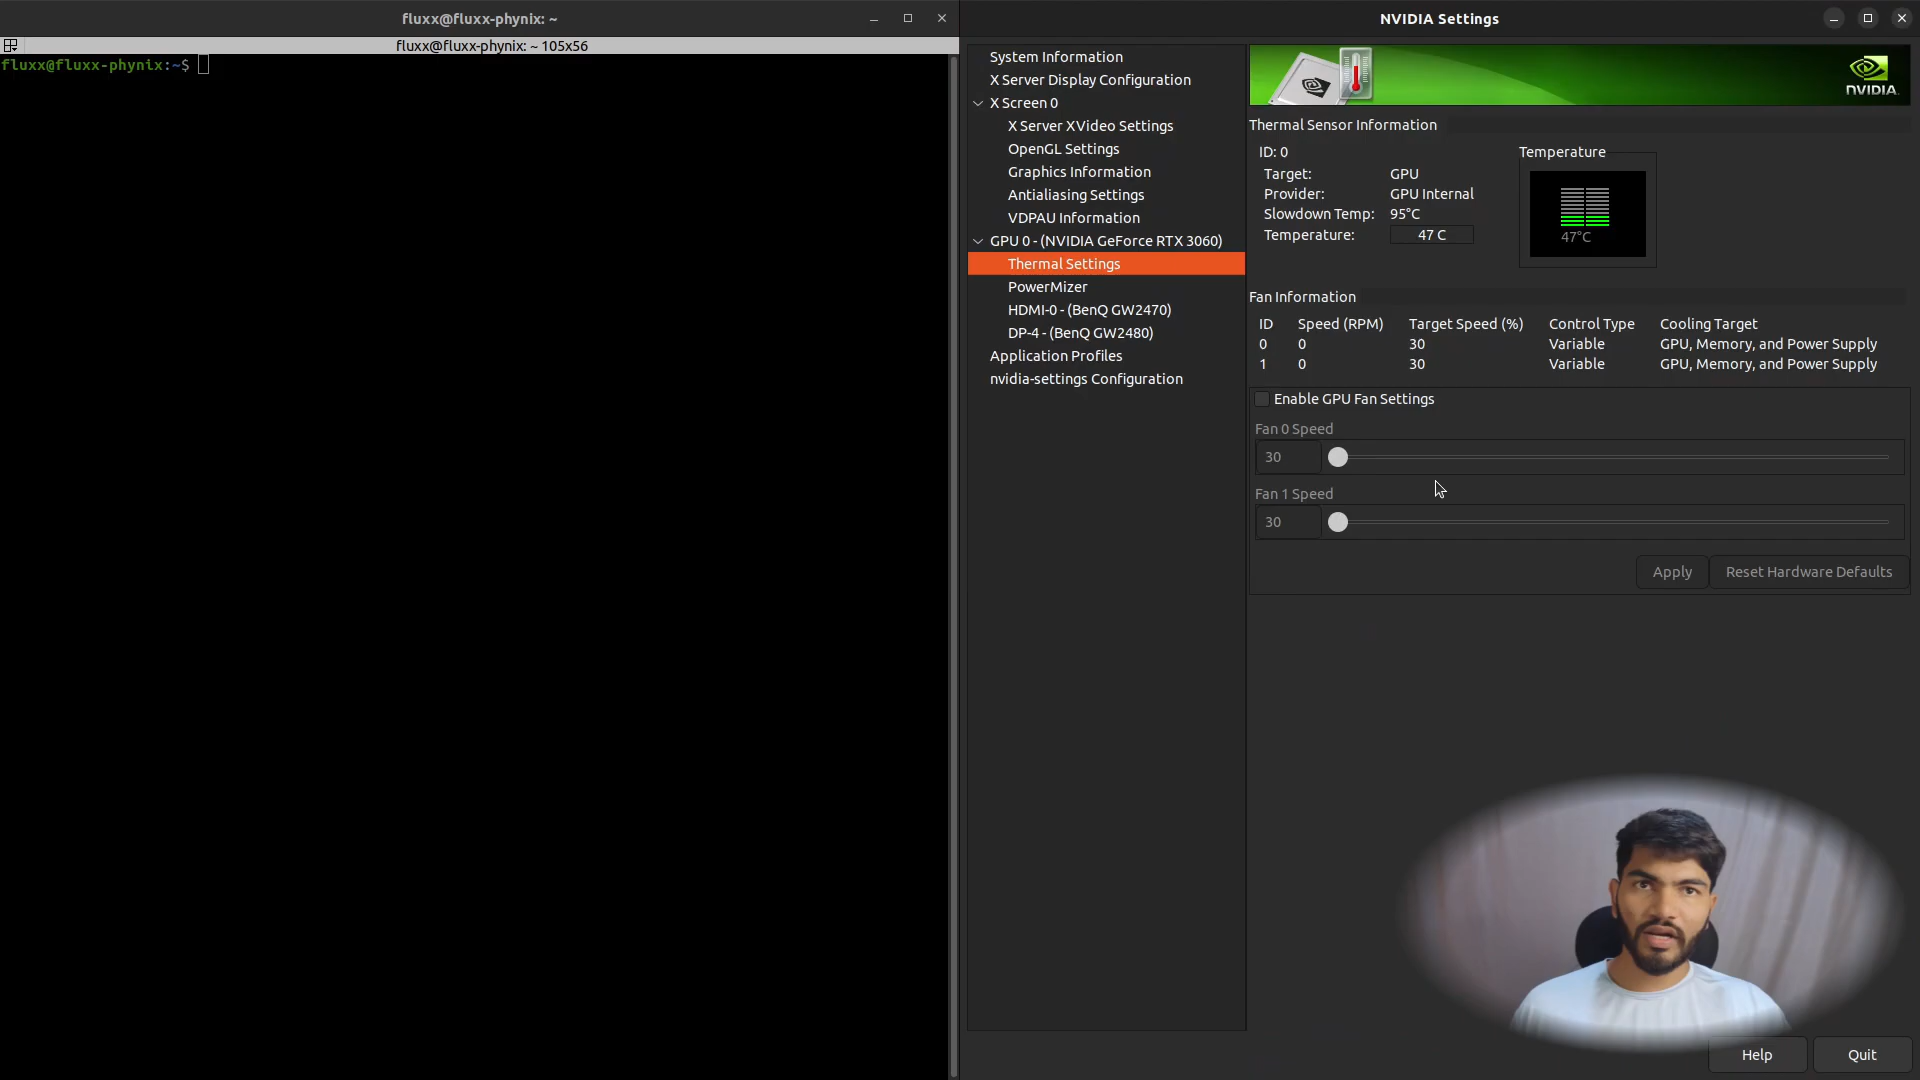 fluxx@fluxx-phynix: ~
fluxx@fluxx-phynix: ~ 105x56
fluxx@fluxx-phynix:~$
NVIDIA Settings
System Information
X Server Display Configuration
X Screen 0
X Server XVideo Settings
OpenGL Settings
Graphics Information
Antialiasing Settings
VDPAU Information
GPU 0 - (NVIDIA GeForce RTX 3060)
Thermal Settings
PowerMizer
HDMI-0 - (BenQ GW2470)
DP-4 - (BenQ GW2480)
Application Profiles
nvidia-settings Configuration
NVIDIA.
Thermal Sensor Information
ID: 0
Target: GPU
Provider: GPU Internal
Slowdown Temp: 95°C
Temperature: 47 C
Temperature
47°C
Fan Information
ID Speed (RPM) Target Speed (%) Control Type Cooling Target
0 0 30 Variable GPU, Memory, and Power Supply
1 0 30 Variable GPU, Memory, and Power Supply
Enable GPU Fan Settings
Fan 0 Speed
30
Fan 1 Speed
30
Apply Reset Hardware Defaults
Help Quit